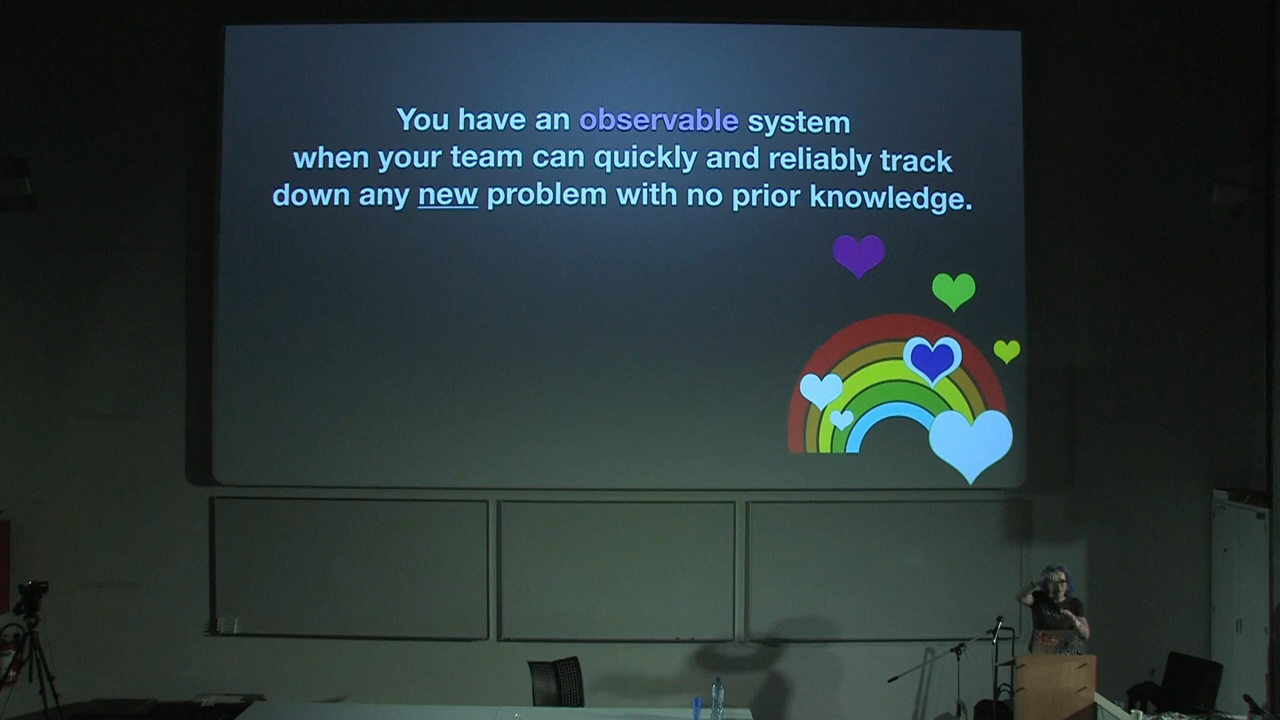 You have an observable system
when your team can quickly and reliably track
down any new problem with no prior knowledge.